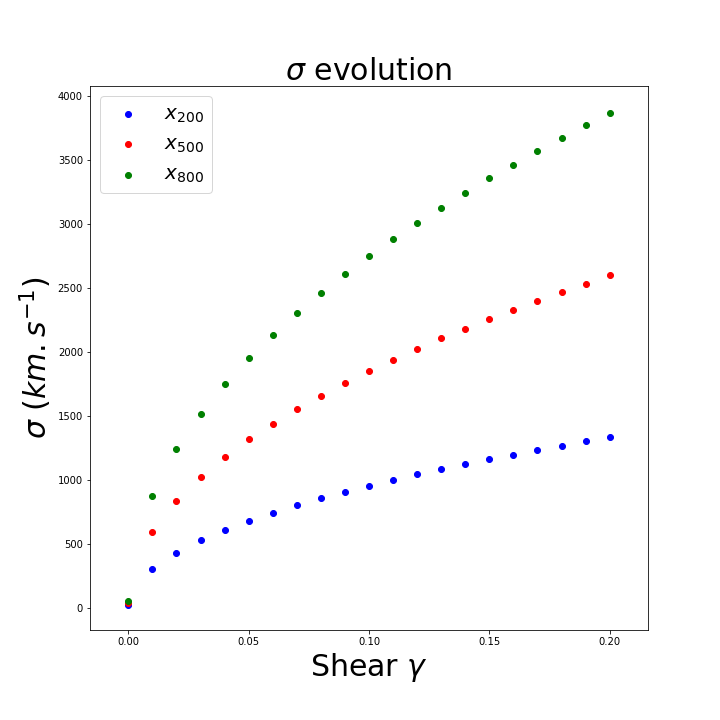 σ evolution
x₂₀₀
x₅₀₀
x₈₀₀
4000
3500
3000
2500
2000
1500
1000
500
0
σ (km.s⁻¹)
0.00 0.05 0.10 0.15 0.20
Shear γ